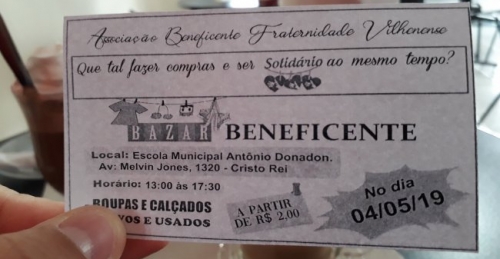 Associação Beneficente Fraternidade Vilhenense
Que tal fazer compras e ser Solidário ao mesmo tempo?
BAZAR BENEFICENTE
Local: Escola Municipal Antônio Donadon.
Av: Melvin Jones, 1320 - Cristo Rei
Horário: 13:00 às 17:30
ROUPAS E CALÇADOS
E USADOS
A PARTIR
DE R$ 2,00
No dia
04/05/19